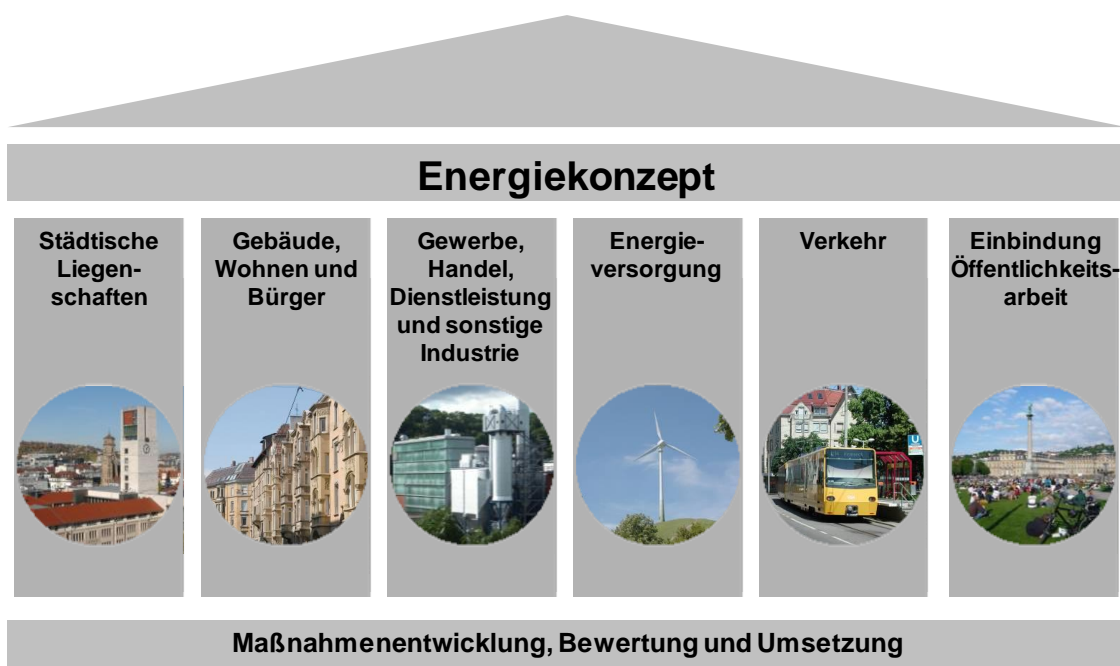 Energiekonzept
Städtische
Liegen-
schaften
Gebäude,
Wohnen und
Bürger
Gewerbe,
Handel,
Dienstleistung
und sonstige
Industrie
Energie-
versorgung
Verkehr
Einbindung
Öffentlichkeits-
arbeit
U
Maßnahmenentwicklung, Bewertung und Umsetzung